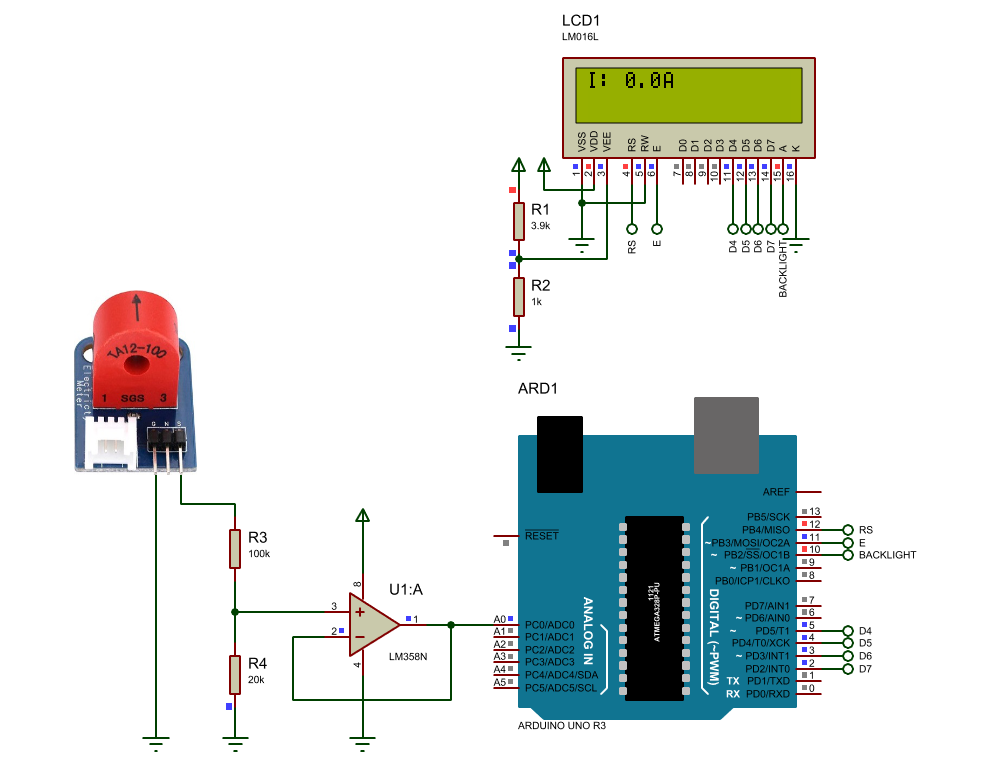 LCD1
LM016L
I: 0.0A
VSS VDD VEE RS RW E D0 D1 D2 D3 D4 D5 D6 D7 A K
1 2 3 4 5 6 7 8 9 10 11 12 13 14 15 16
R1
3.9k
RS E D4 D5 D6 D7 BACKLIGHT
R2
1k
TA12-100
1 SGS 3
Electricity
Meter
G N S
ARD1
AREF
RESET
PB5/SCK 13
PB4/MISO 12 RS
~PB3/MOSI/OC2A 11 E
~ PB2/SS/OC1B 10 BACKLIGHT
~ PB1/OC1A 9
PB0/ICP1/CLKO 8
PD7/AIN1 7
~ PD6/AIN0 6
~ PD5/T1 5 D4
PD4/T0/XCK 4 D5
~ PD3/INT1 3 D6
PD2/INT0 2 D7
TX PD1/TXD 1
RX PD0/RXD 0
DIGITAL (~PWM)
1121
ATMEGA328P-PU
ANALOG IN
A0 PC0/ADC0
A1 PC1/ADC1
A2 PC2/ADC2
A3 PC3/ADC3
A4 PC4/ADC4/SDA
A5 PC5/ADC5/SCL
ARDUINO UNO R3
R3
100k
R4
20k
U1:A
LM358N
3
2
1
8
4